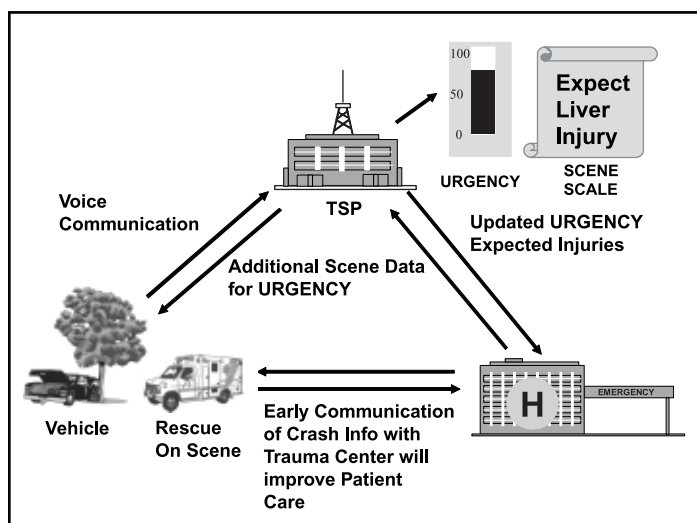 100
50
0
URGENCY
Expect
Liver
Injury
SCENE
SCALE
TSP
Voice
Communication
Updated URGENCY
Expected Injuries
Additional Scene Data
for URGENCY
Vehicle
Rescue
On Scene
Early Communication
of Crash Info with
Trauma Center will
improve Patient
Care
H
EMERGENCY